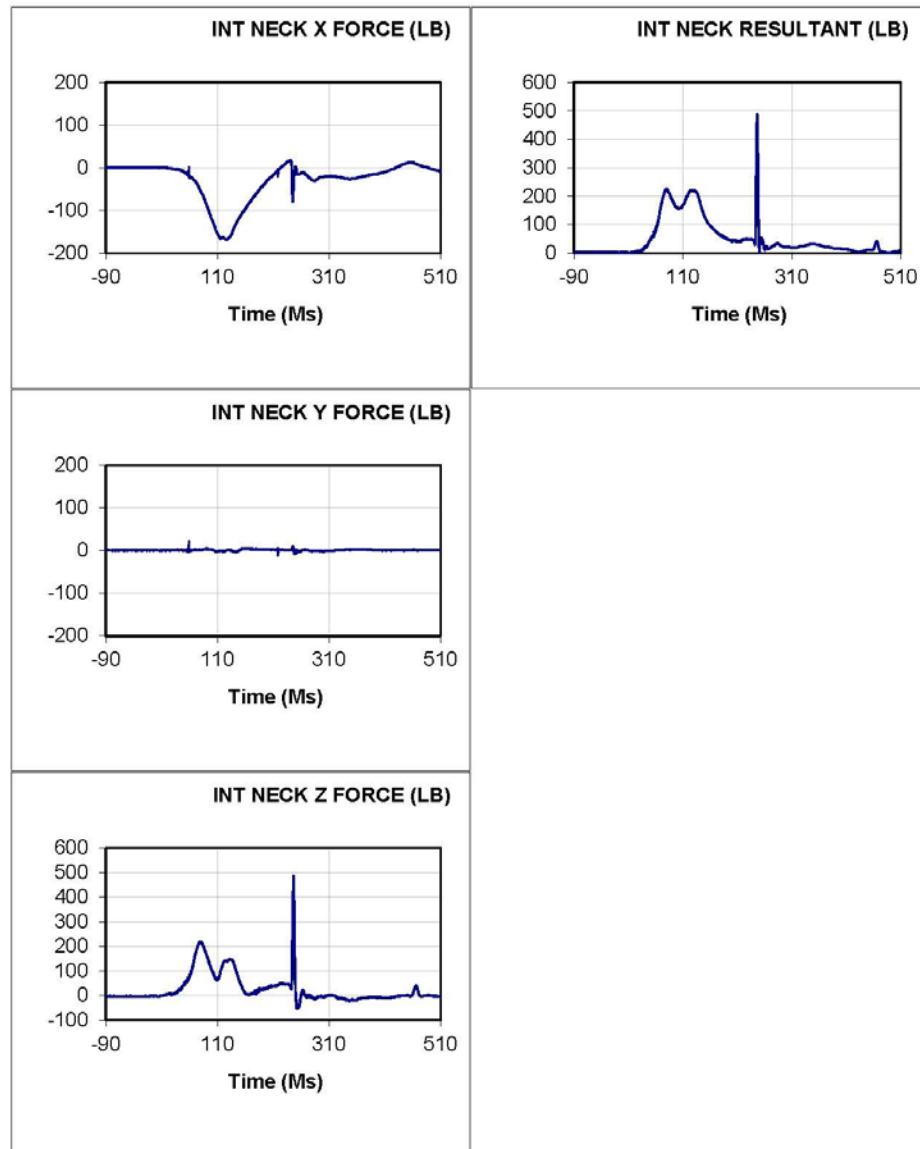 INT NECK X FORCE (LB)
200
100
0
-100
-200
-90 110 310 510
Time (Ms)
INT NECK RESULTANT (LB)
600
500
400
300
200
100
0
-90 110 310 510
Time (Ms)
INT NECK Y FORCE (LB)
200
100
0
-100
-200
-90 110 310 510
Time (Ms)
INT NECK Z FORCE (LB)
600
500
400
300
200
100
0
-100
-90 110 310 510
Time (Ms)